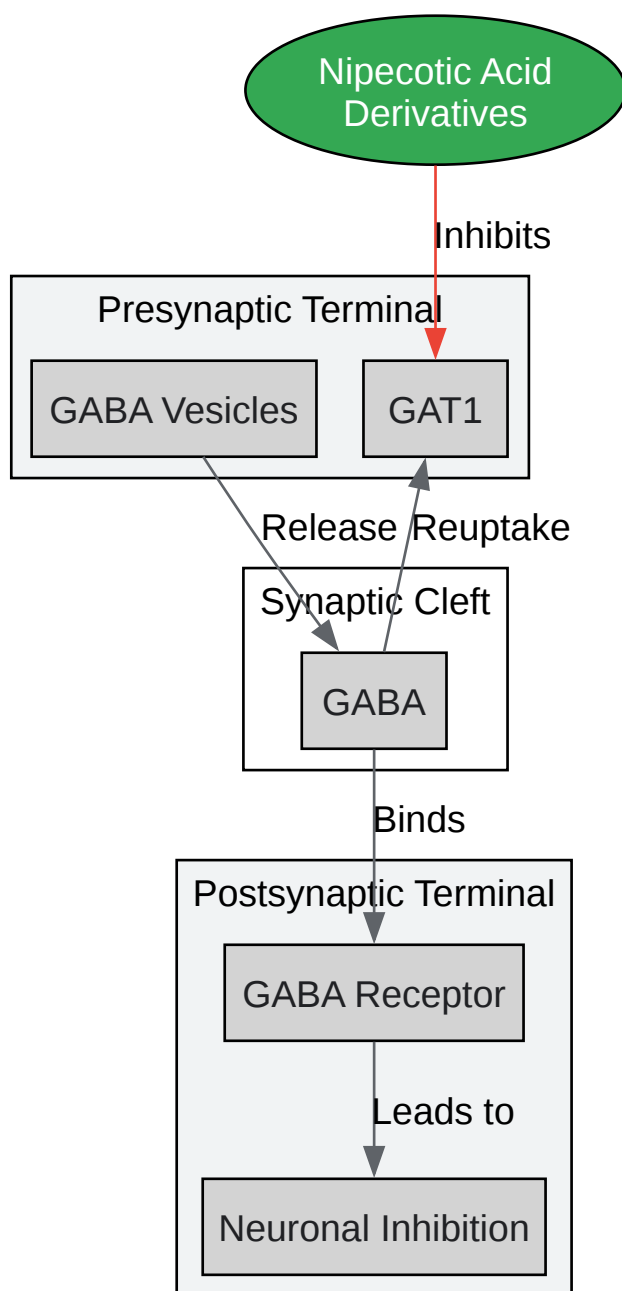 Nipecotic Acid
Derivatives
Inhibits
Presynaptic Terminal
GABA Vesicles
GAT1
Release
Reuptake
Synaptic Cleft
GABA
Binds
Postsynaptic Terminal
GABA Receptor
Leads to
Neuronal Inhibition